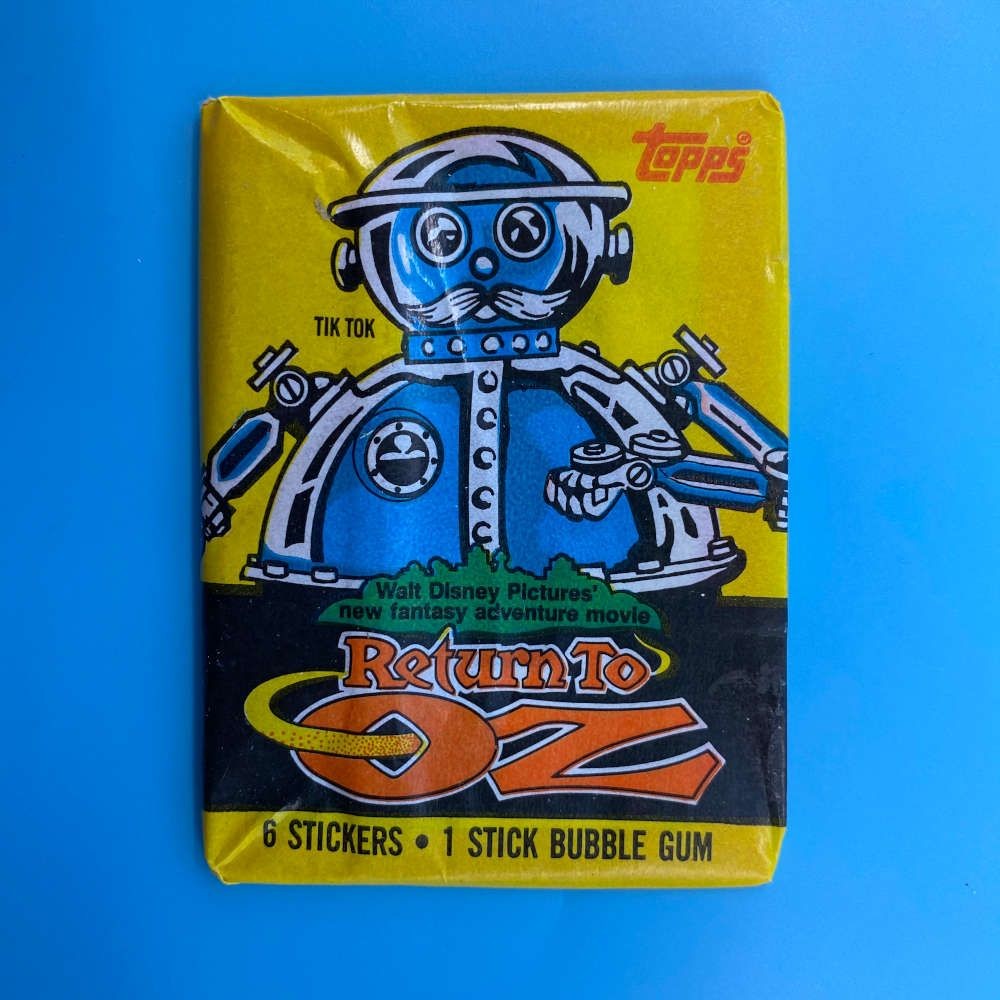 topps®
TIK TOK
Walt Disney Pictures'
new fantasy adventure movie
Return To
OZ
6 STICKERS • 1 STICK BUBBLE GUM